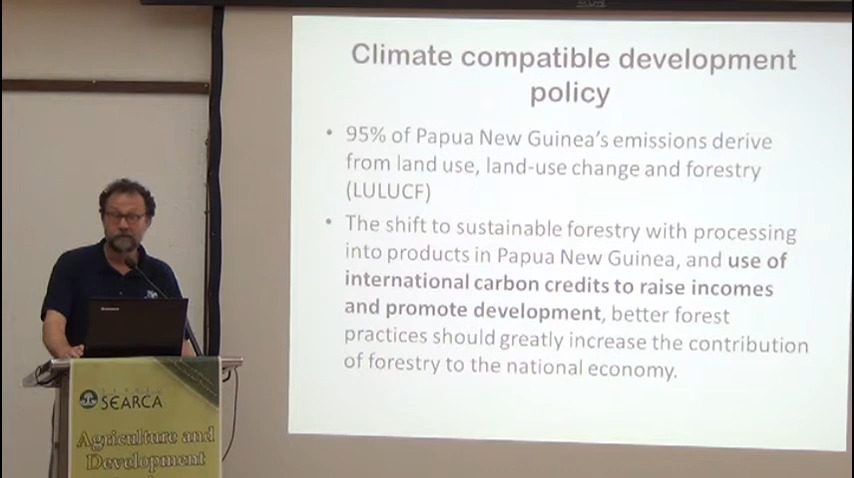 Climate compatible development
policy
• 95% of Papua New Guinea's emissions derive
from land use, land-use change and forestry
(LULUCF)
• The shift to sustainable forestry with processing
into products in Papua New Guinea, and use of
international carbon credits to raise incomes
and promote development, better forest
practices should greatly increase the contribution
of forestry to the national economy.
SEARCA
Agriculture and
Development